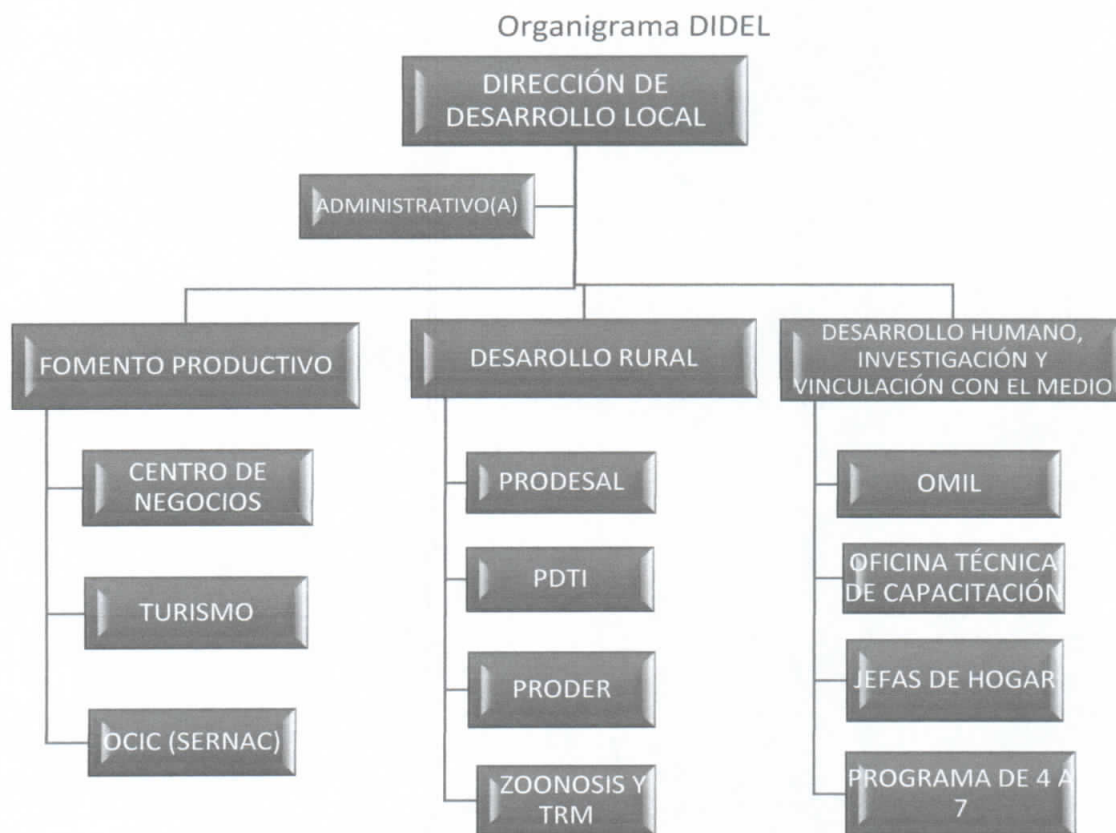 Organigrama DIDEL
DIRECCIÓN DE
DESARROLLO LOCAL
ADMINISTRATIVO(A)
FOMENTO PRODUCTIVO
CENTRO DE
NEGOCIOS
TURISMO
OCIC (SERNAC)
DESAROLLO RURAL
PRODESAL
PDTI
PRODER
ZOONOSIS Y
TRM
DESARROLLO HUMANO,
INVESTIGACIÓN Y
VINCULACIÓN CON EL MEDIO
OMIL
OFICINA TÉCNICA
DE CAPACITACIÓN
JEFAS DE HOGAR
PROGRAMA DE 4 A
7